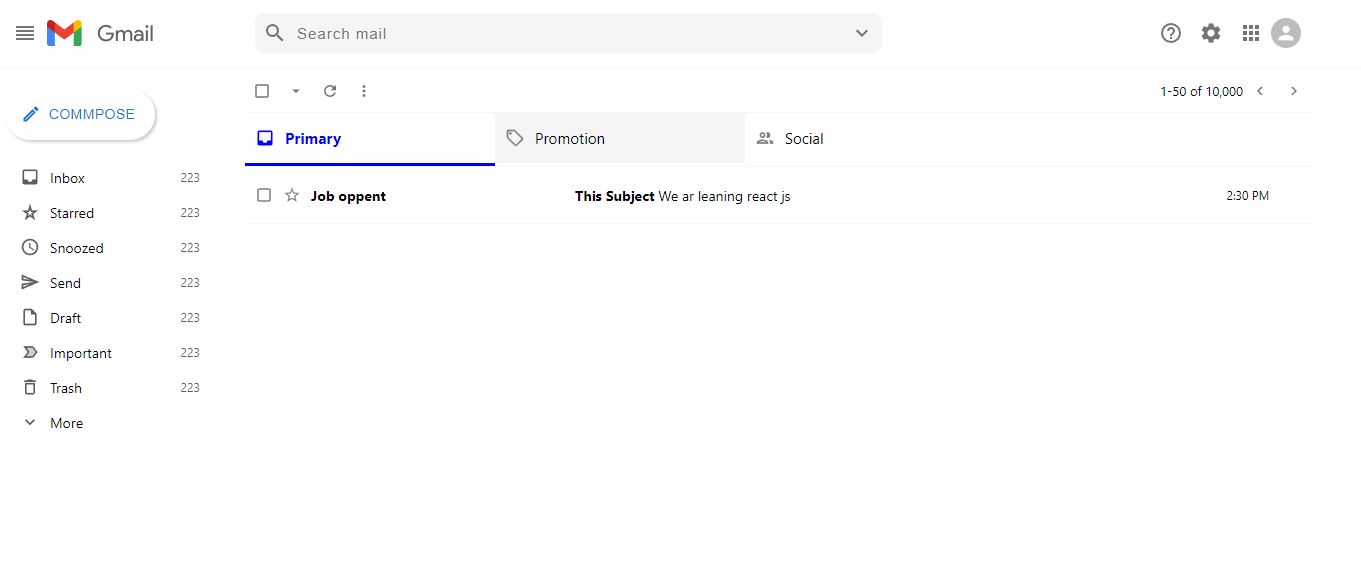 Gmail
Search mail
COMMPOSE
1-50 of 10,000
Primary
Promotion
Social
Inbox 223
Job oppent This Subject We ar leaning react js 2:30 PM
Starred 223
Snoozed 223
Send 223
Draft 223
Important 223
Trash 223
More